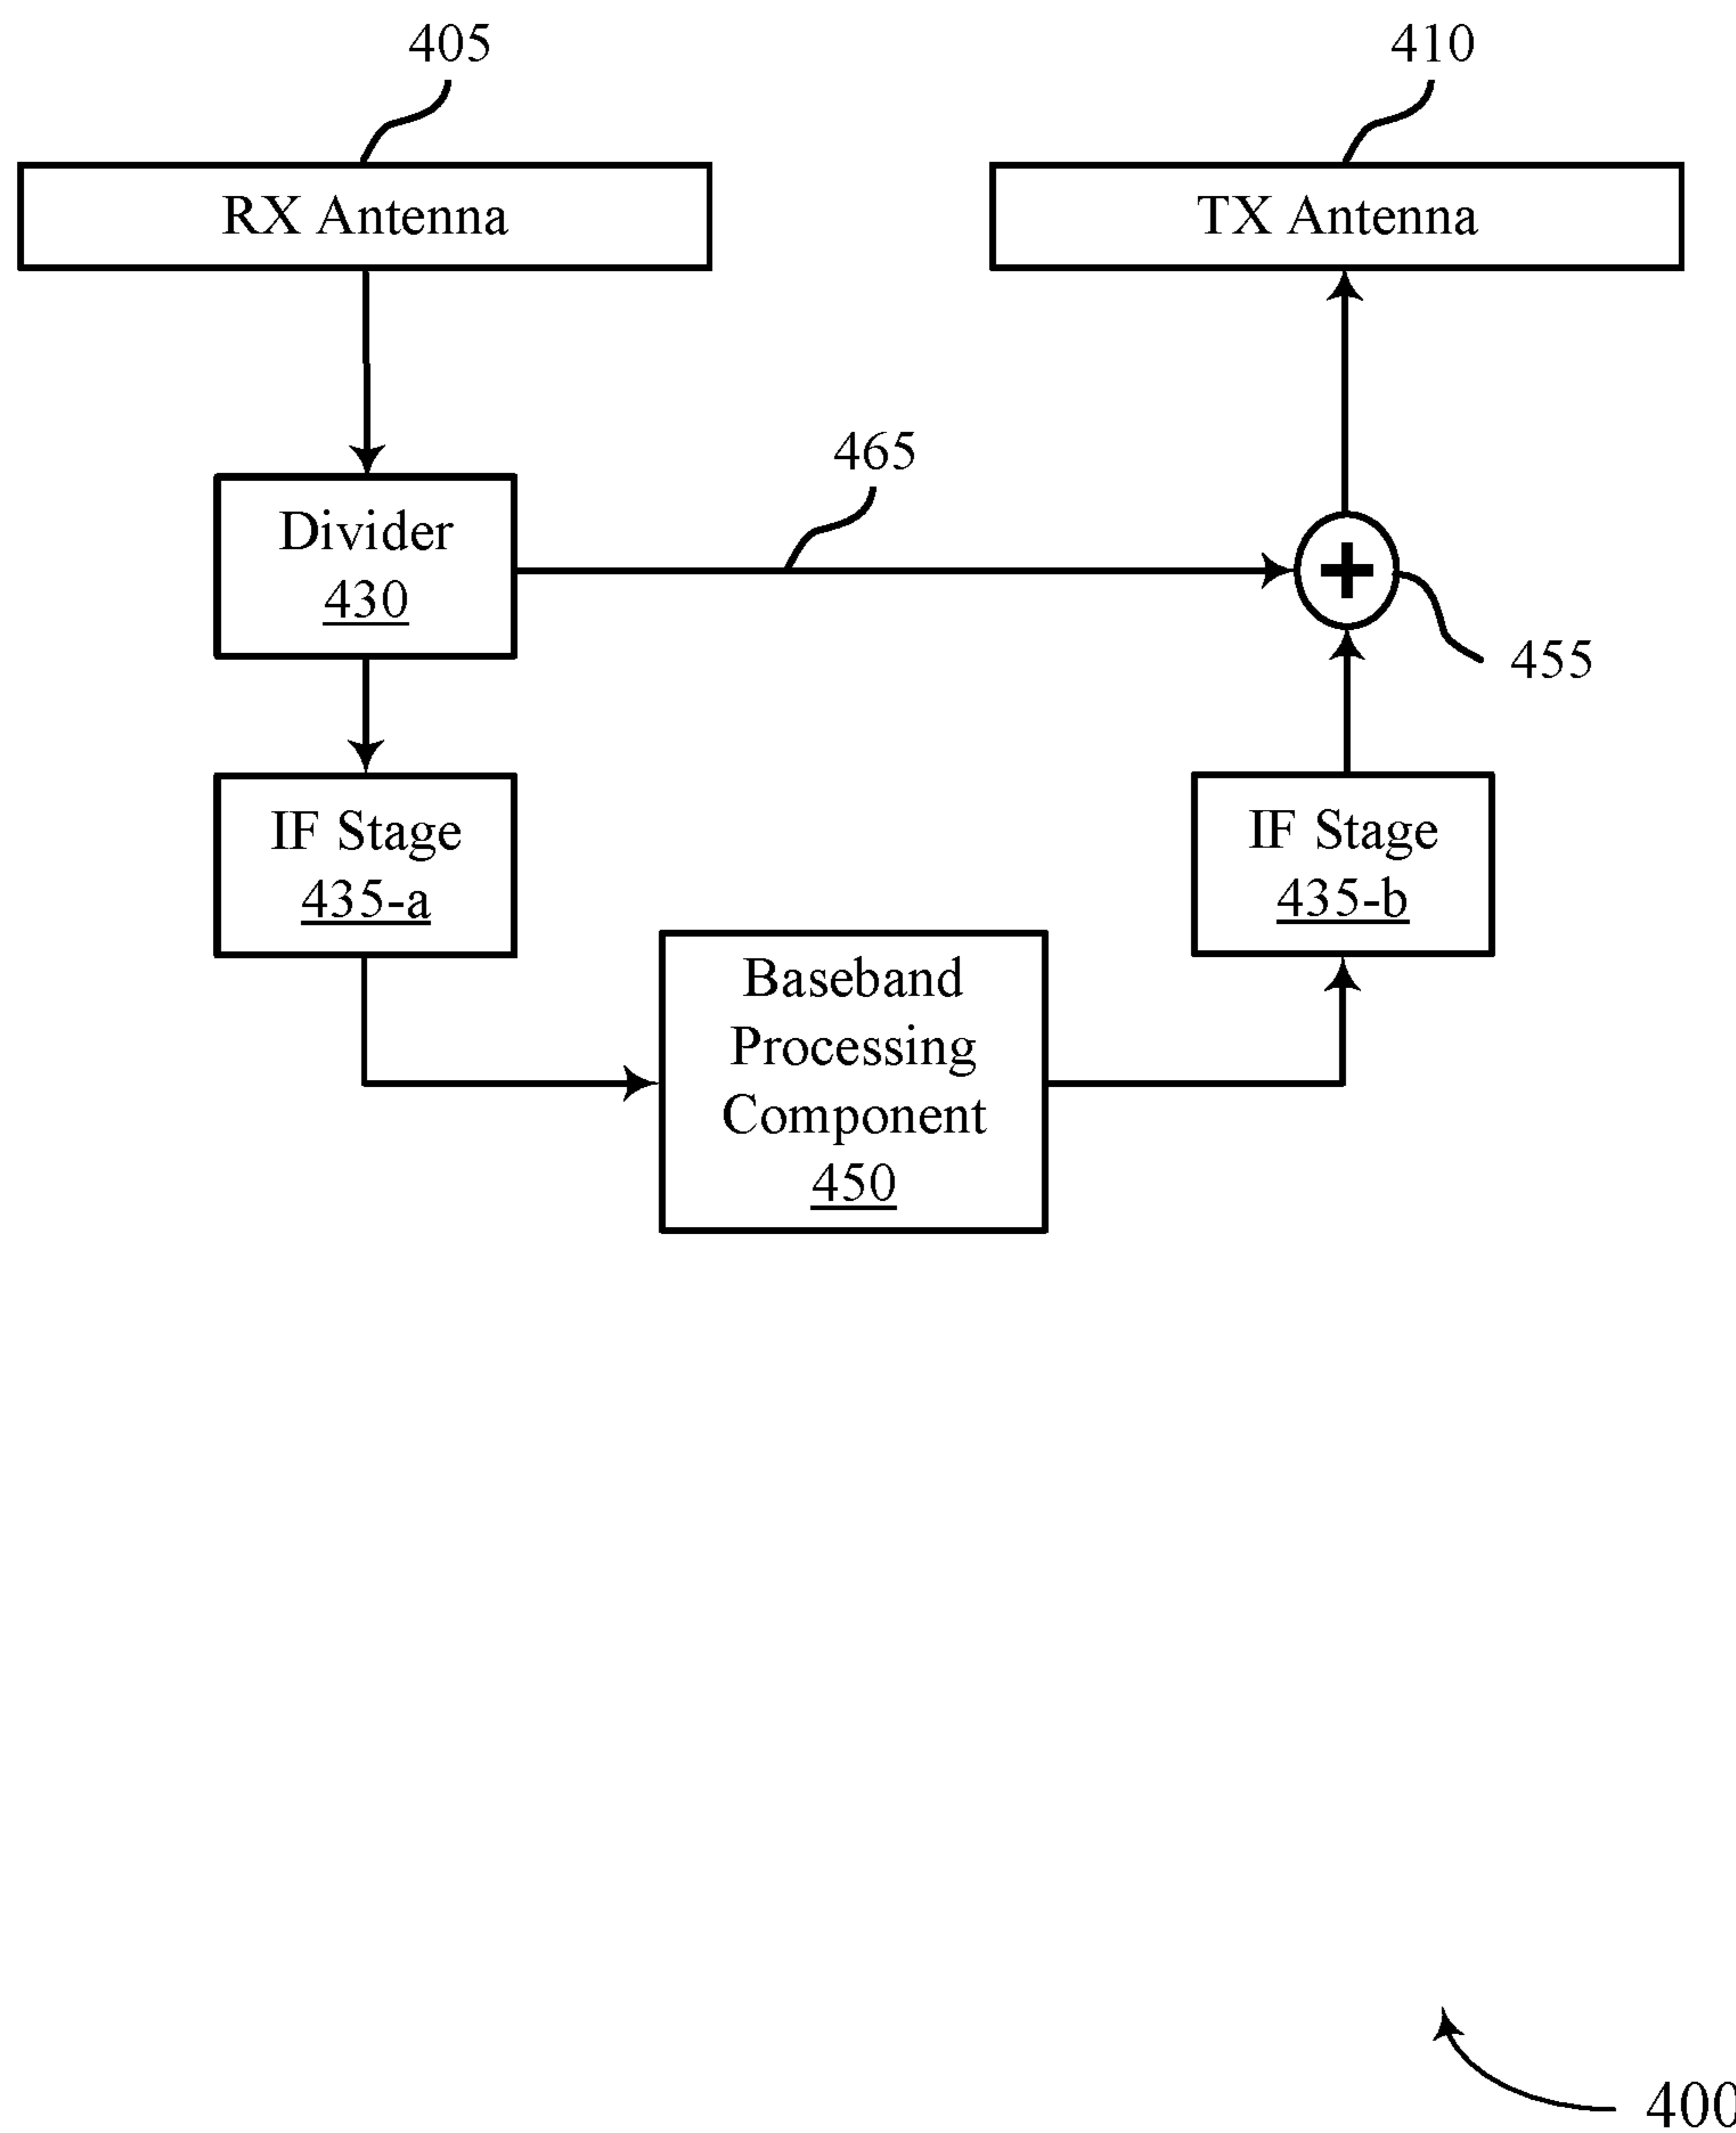 405
410
RX Antenna
TX Antenna
465
Divider
430
455
IF Stage
435-a
IF Stage
435-b
Baseband
Processing
Component
450
400